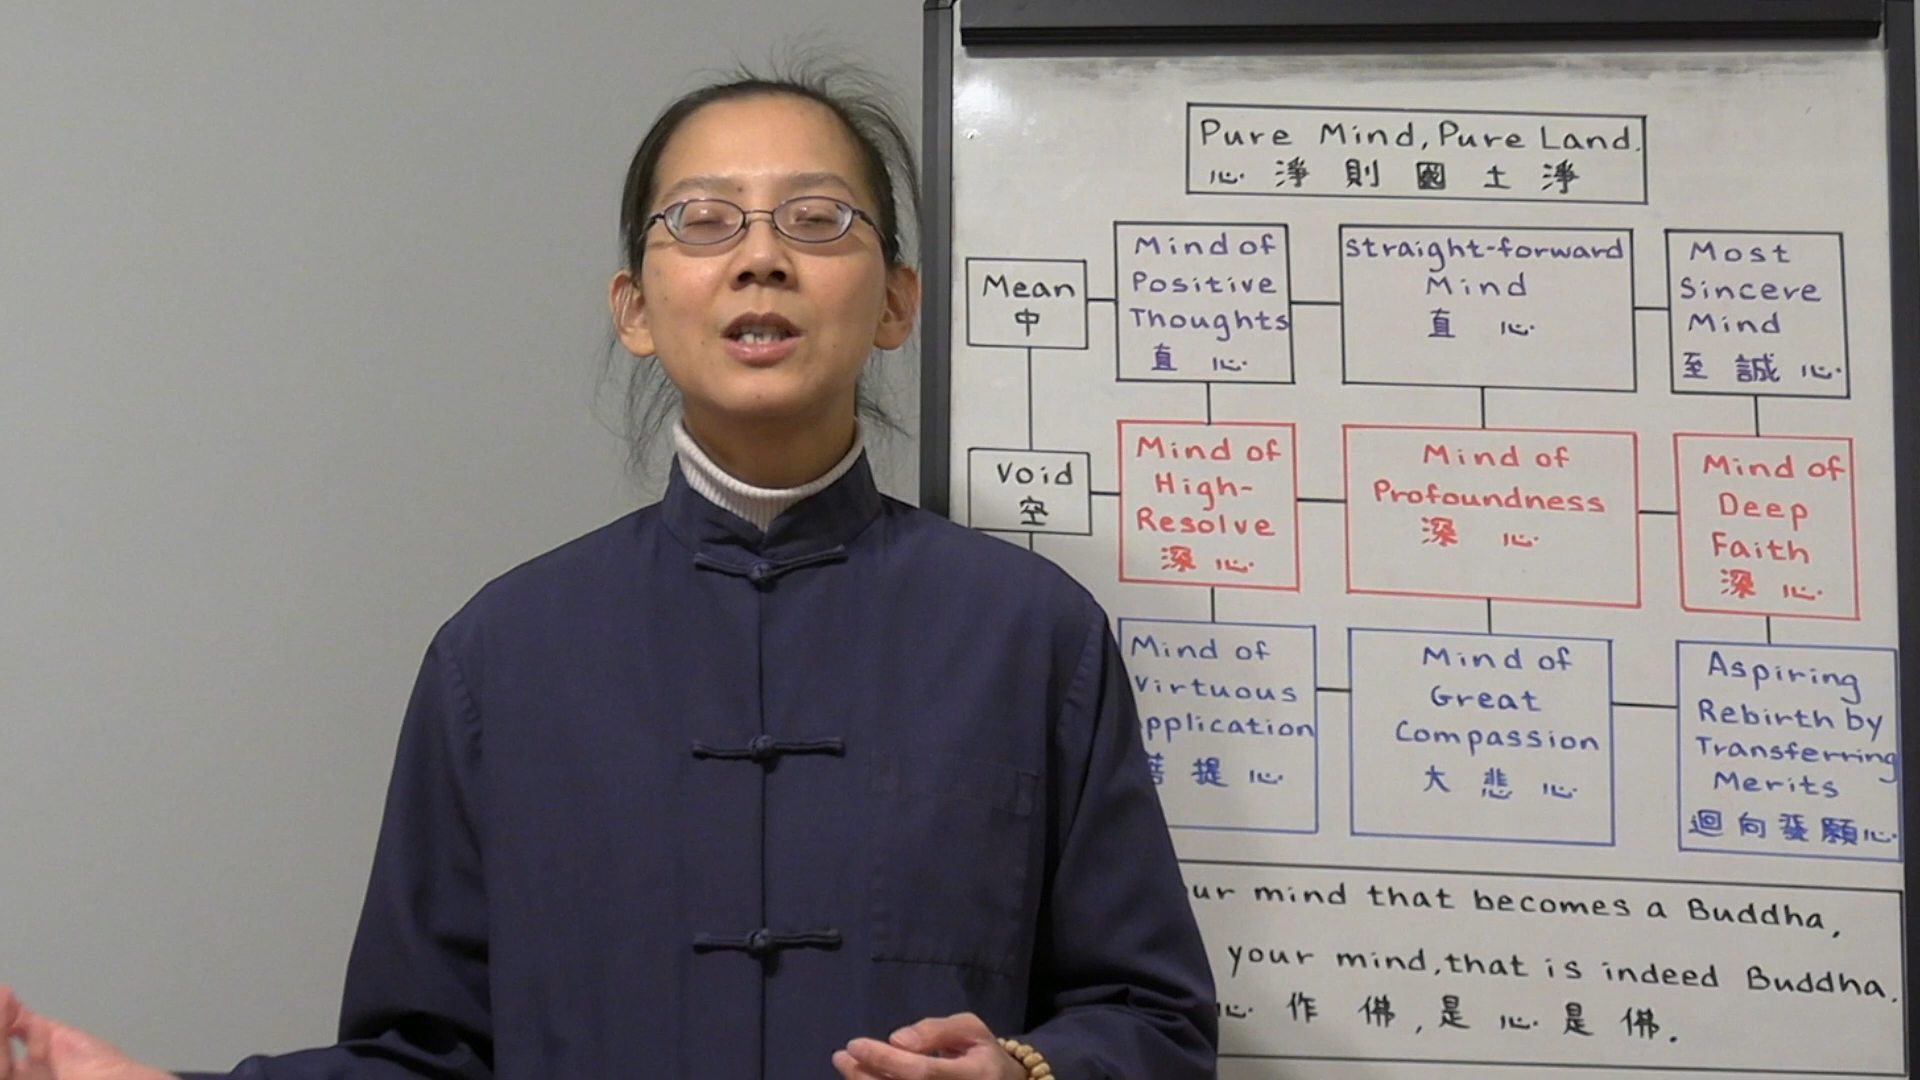 Pure Mind, Pure Land.
心 淨 則 國 土 淨
Mean
中
Mind of
Positive
Thoughts
直 心
Straight-forward
Mind
直 心
Most
Sincere
Mind
至 誠 心
Void
空
Mind of
High-
Resolve
深 心
Mind of
Profoundness
深 心
Mind of
Deep
Faith
深 心
Mind of
Virtuous
pplication
菩 提 心
Mind of
Great
Compassion
大 悲 心
Aspiring
Rebirth by
Transferring
Merits
迴 向 發 願 心
ur mind that becomes a Buddha,
your mind, that is indeed Buddha.
心 作 佛 , 是 心 是 佛 .